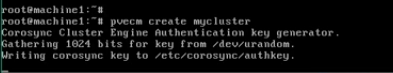 root@machine1:~#
root@machine1:~# pvecm create mycluster
Corosync Cluster Engine Authentication key generator.
Gathering 1024 bits for key from /dev/urandom.
Writing corosync key to /etc/corosync/authkey.